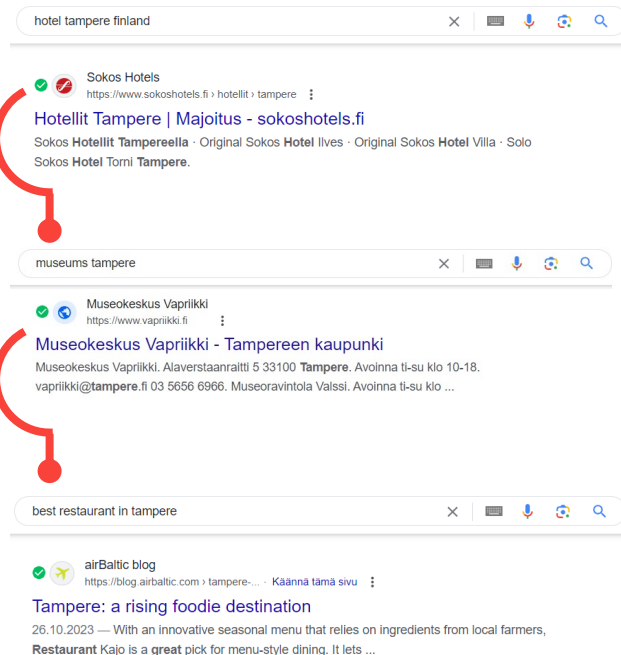 hotel tampere finland
Sokos Hotels
https://www.sokoshotels.fi › hotellit › tampere
Hotellit Tampere | Majoitus - sokoshotels.fi
Sokos Hotellit Tampereella · Original Sokos Hotel Ilves · Original Sokos Hotel Villa · Solo
Sokos Hotel Torni Tampere.
museums tampere
Museokeskus Vapriikki
https://www.vapriikki.fi
Museokeskus Vapriikki - Tampereen kaupunki
Museokeskus Vapriikki. Alaverstaanraitti 5 33100 Tampere. Avoinna ti-su klo 10-18.
vapriikki@tampere.fi 03 5656 6966. Museoravintola Valssi. Avoinna ti-su klo ...
best restaurant in tampere
airBaltic blog
https://blog.airbaltic.com › tampere-... · Käännä tämä sivu
Tampere: a rising foodie destination
26.10.2023 — With an innovative seasonal menu that relies on ingredients from local farmers,
Restaurant Kajo is a great pick for menu-style dining. It lets ...